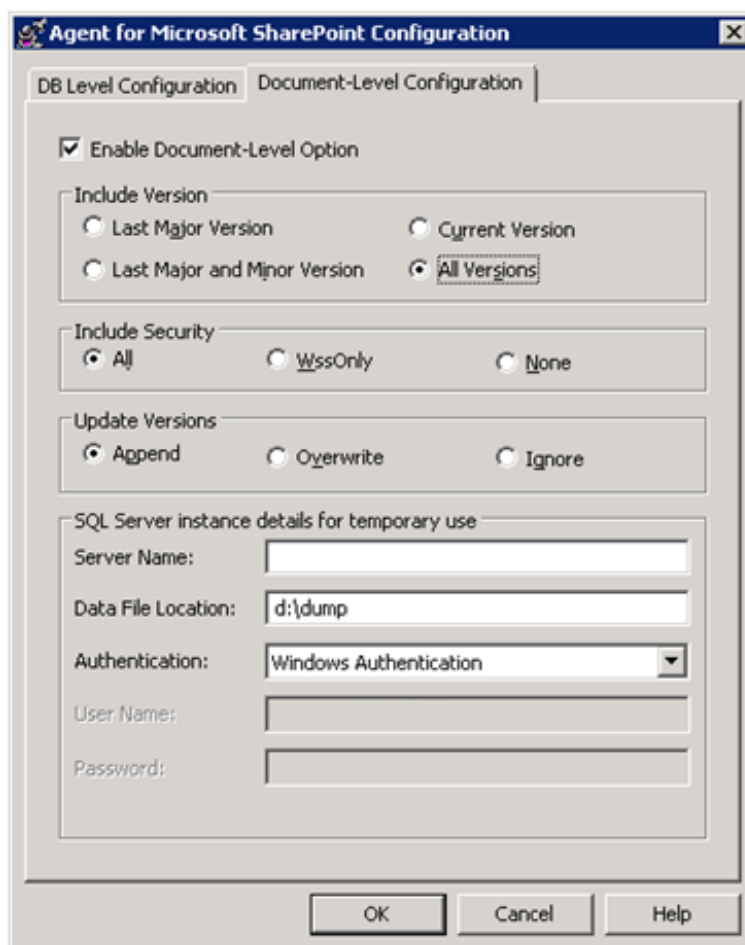 Agent for Microsoft SharePoint Configuration
DB Level Configuration Document-Level Configuration
Enable Document-Level Option
Include Version
Last Major Version Current Version
Last Major and Minor Version All Versions
Include Security
All WssOnly None
Update Versions
Append Overwrite Ignore
SQL Server instance details for temporary use
Server Name:
Data File Location: d:\dump
Authentication: Windows Authentication
User Name:
Password:
OK Cancel Help